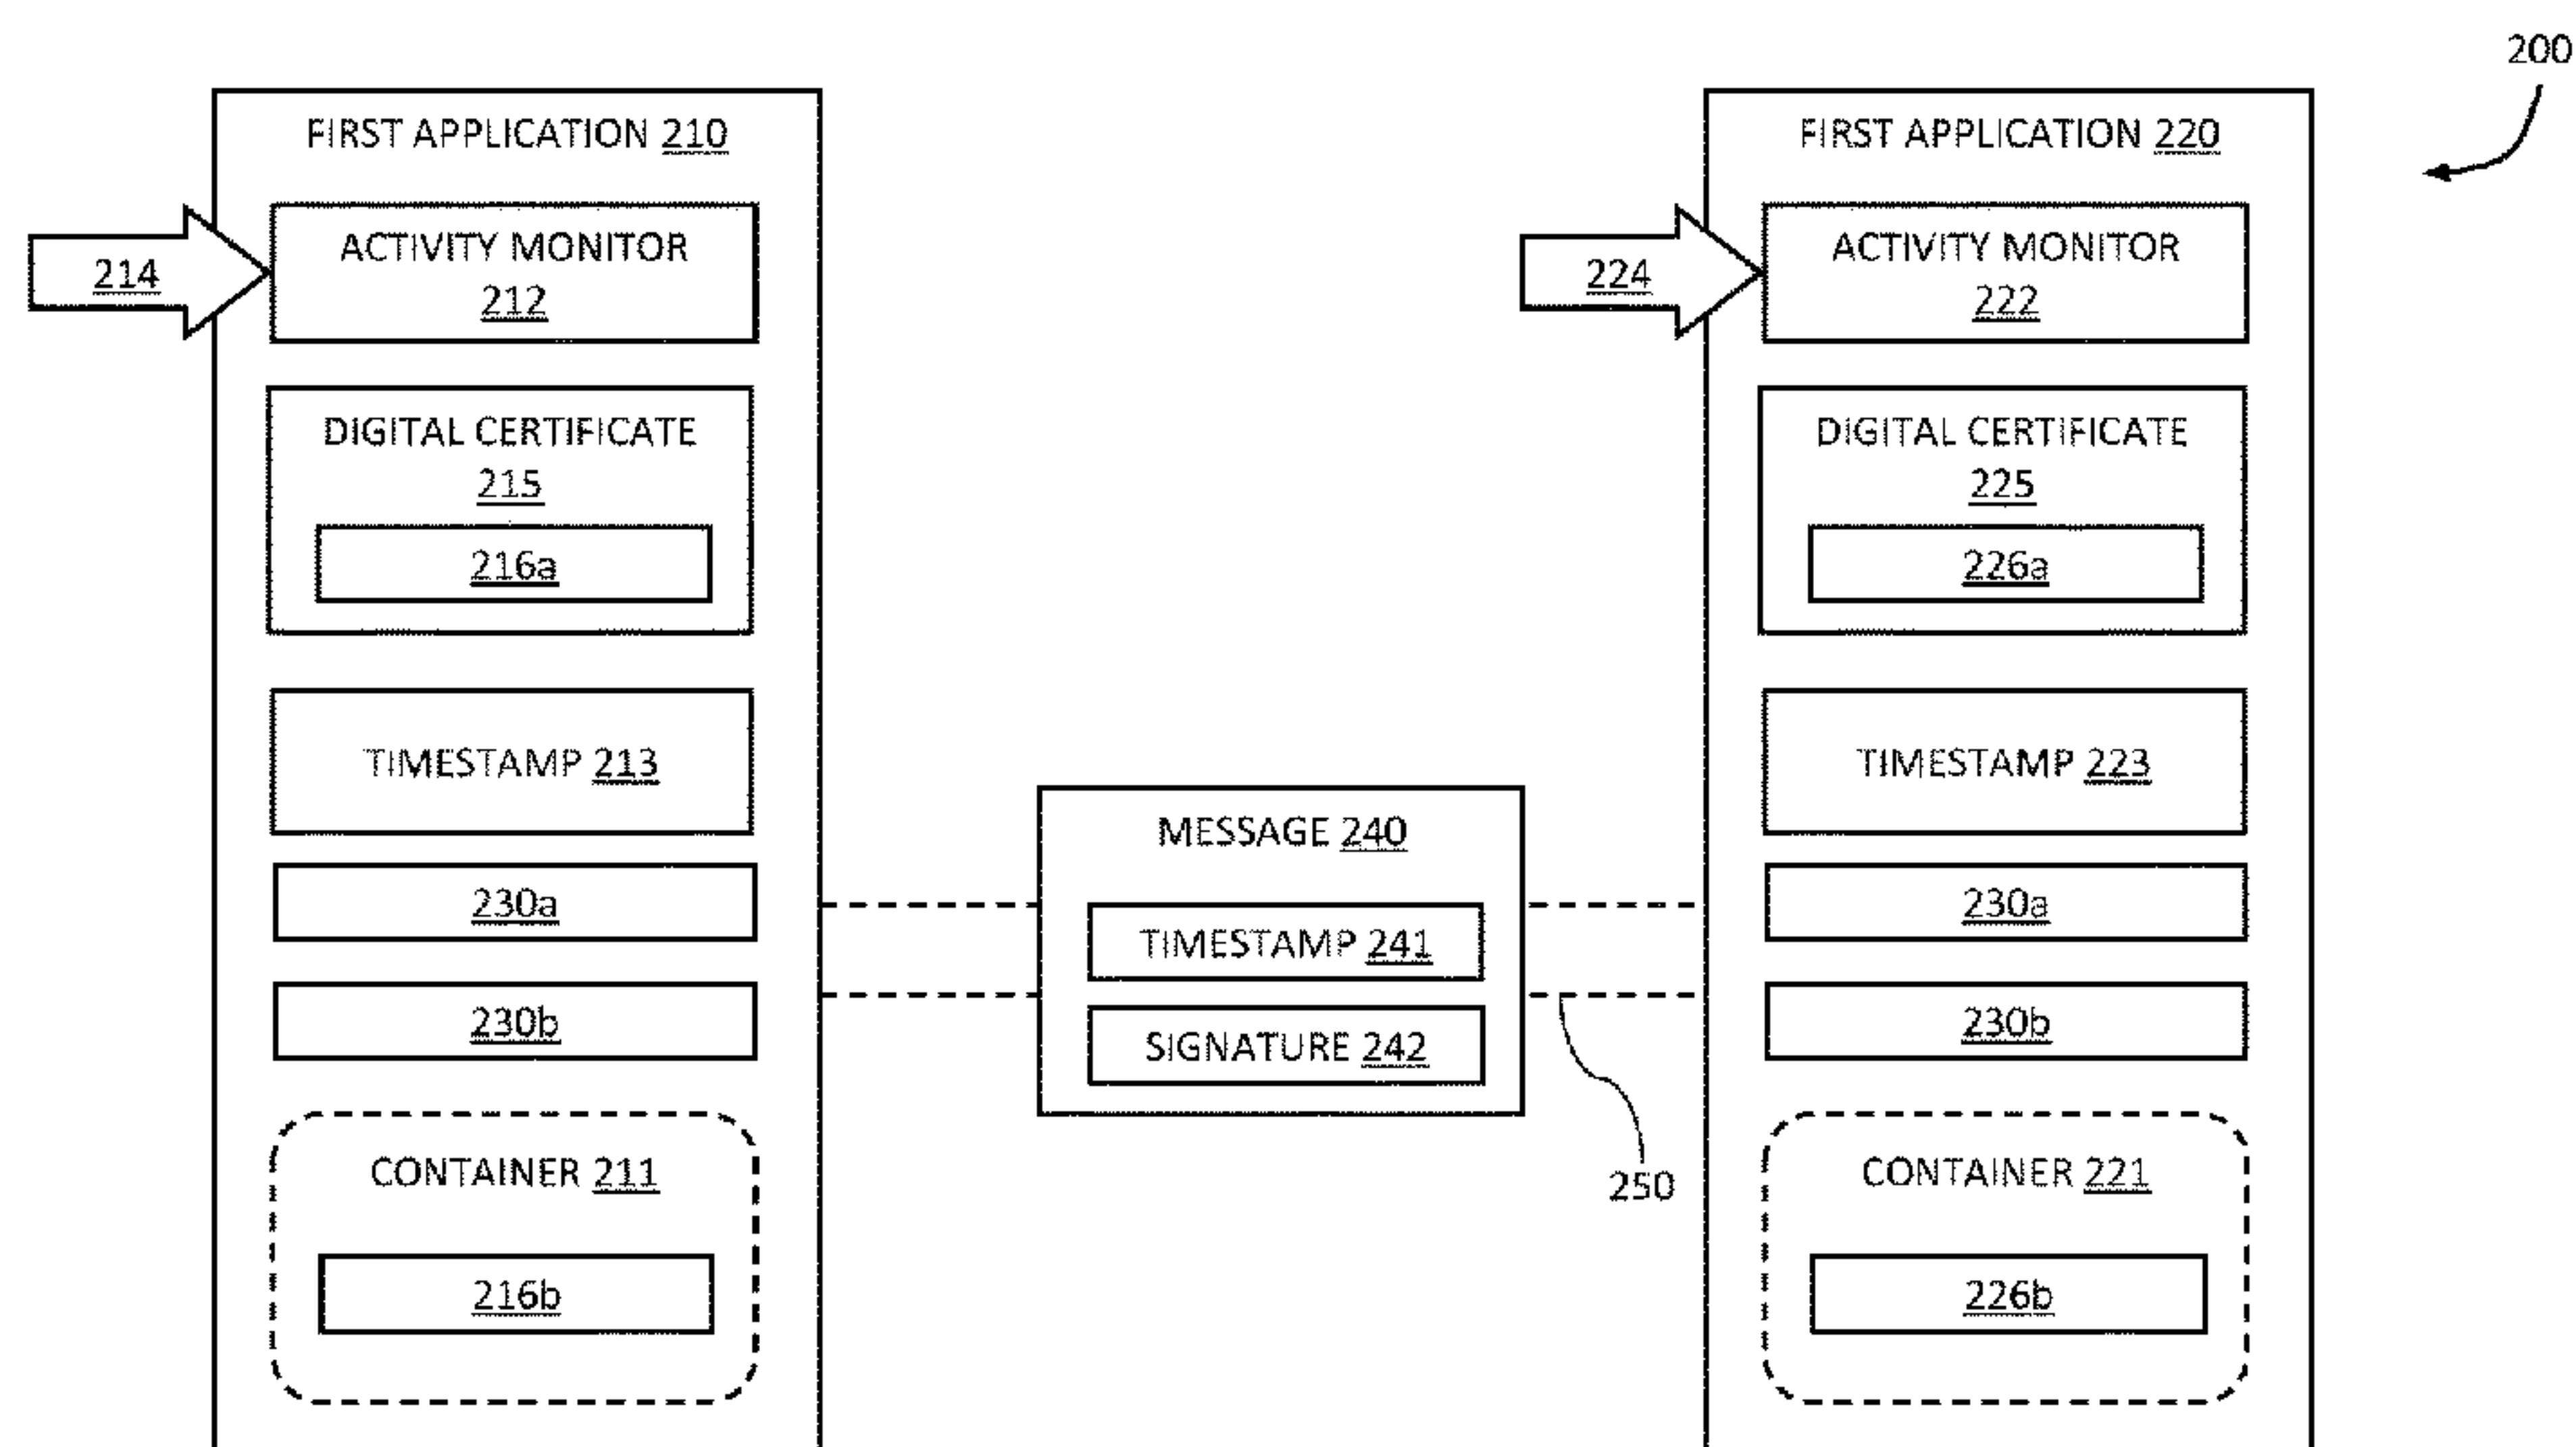 200
FIRST APPLICATION 210
214
ACTIVITY MONITOR
212
DIGITAL CERTIFICATE
215
216a
TIMESTAMP 213
230a
230b
CONTAINER 211
216b
MESSAGE 240
TIMESTAMP 241
SIGNATURE 242
250
FIRST APPLICATION 220
224
ACTIVITY MONITOR
222
DIGITAL CERTIFICATE
225
226a
TIMESTAMP 223
230a
230b
CONTAINER 221
226b